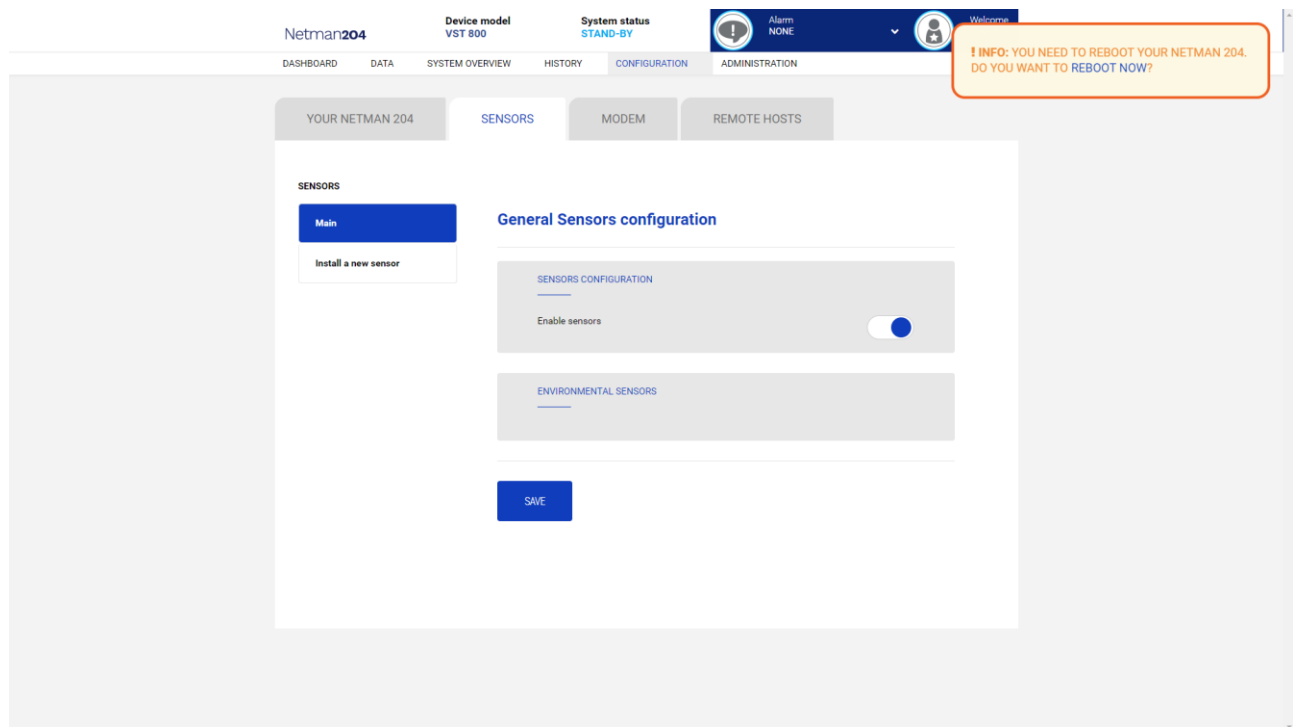 Netman204
Device model
VST 800
System status
STAND-BY
Alarm
NONE
Welcome
! INFO: YOU NEED TO REBOOT YOUR NETMAN 204.
DO YOU WANT TO REBOOT NOW?
DASHBOARD DATA SYSTEM OVERVIEW HISTORY CONFIGURATION ADMINISTRATION
YOUR NETMAN 204 SENSORS MODEM REMOTE HOSTS
SENSORS
Main
Install a new sensor
General Sensors configuration
SENSORS CONFIGURATION
Enable sensors
ENVIRONMENTAL SENSORS
SAVE